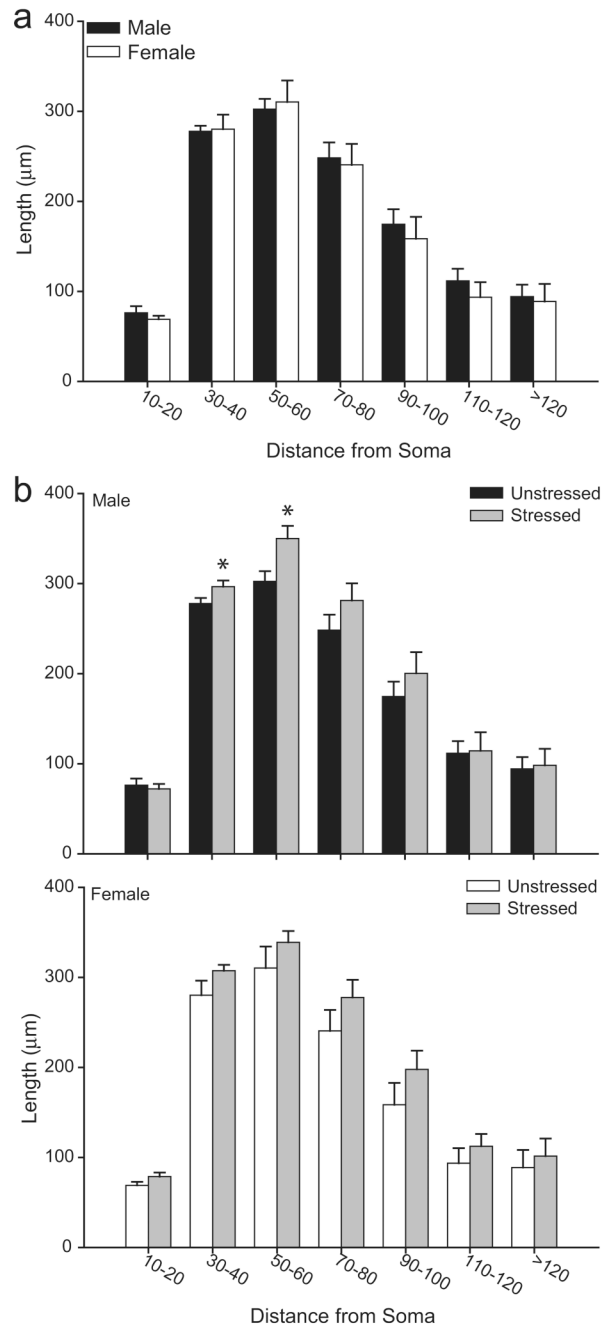 a
400
Male
Female
300
200
100
0
Length (μm)
10-20
30-40
50-60
70-80
90-100
110-120
>120
Distance from Soma
b
400
Male
Unstressed
Stressed
*
*
300
200
100
0
400
Female
Unstressed
Stressed
300
200
100
0
Length (μm)
10-20
30-40
50-60
70-80
90-100
110-120
>120
Distance from Soma